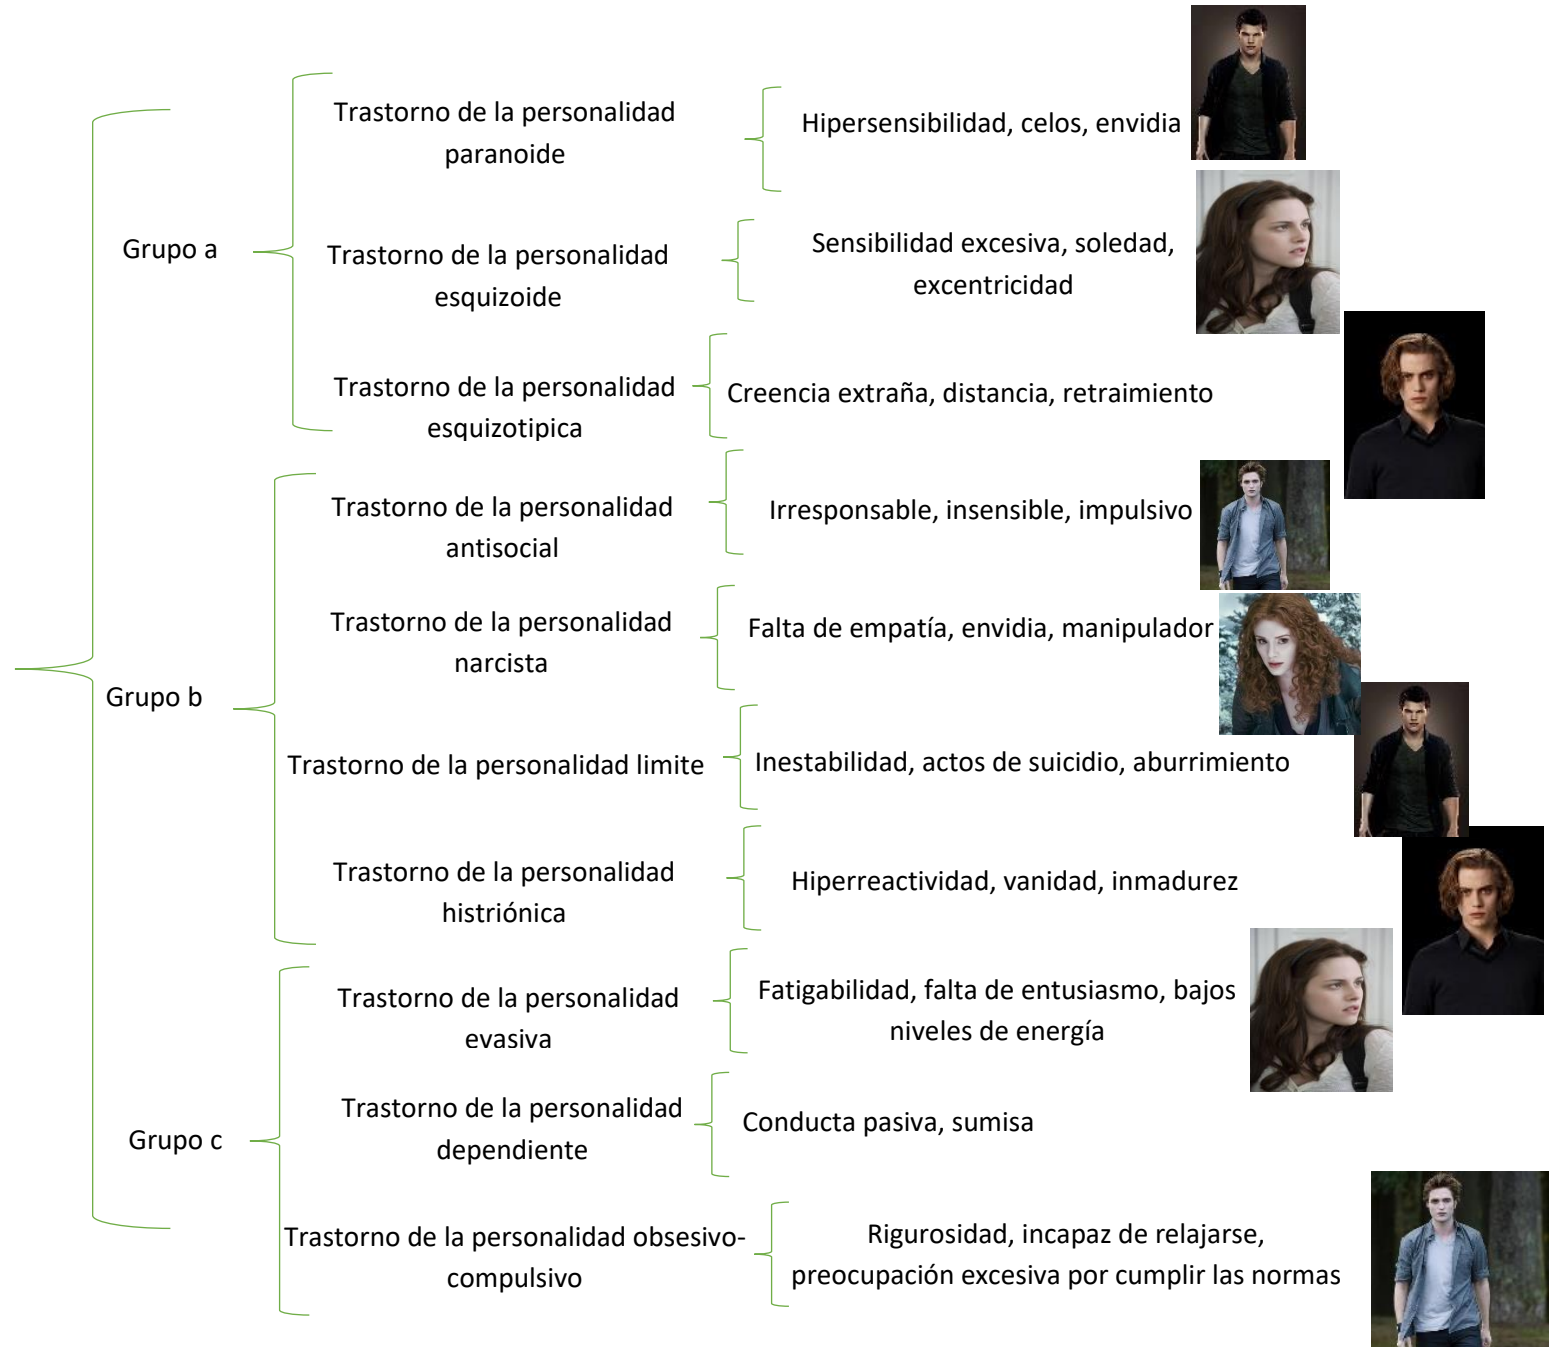 Grupo a
Trastorno de la personalidad
paranoide
Hipersensibilidad, celos, envidia
Trastorno de la personalidad
esquizoide
Sensibilidad excesiva, soledad,
excentricidad
Trastorno de la personalidad
esquizotipica
Creencia extraña, distancia, retraimiento
Grupo b
Trastorno de la personalidad
antisocial
Irresponsable, insensible, impulsivo
Trastorno de la personalidad
narcista
Falta de empatía, envidia, manipulador
Trastorno de la personalidad limite
Inestabilidad, actos de suicidio, aburrimiento
Trastorno de la personalidad
histriónica
Hiperreactividad, vanidad, inmadurez
Grupo c
Trastorno de la personalidad
evasiva
Fatigabilidad, falta de entusiasmo, bajos
niveles de energía
Trastorno de la personalidad
dependiente
Conducta pasiva, sumisa
Trastorno de la personalidad obsesivo-
compulsivo
Rigurosidad, incapaz de relajarse,
preocupación excesiva por cumplir las normas